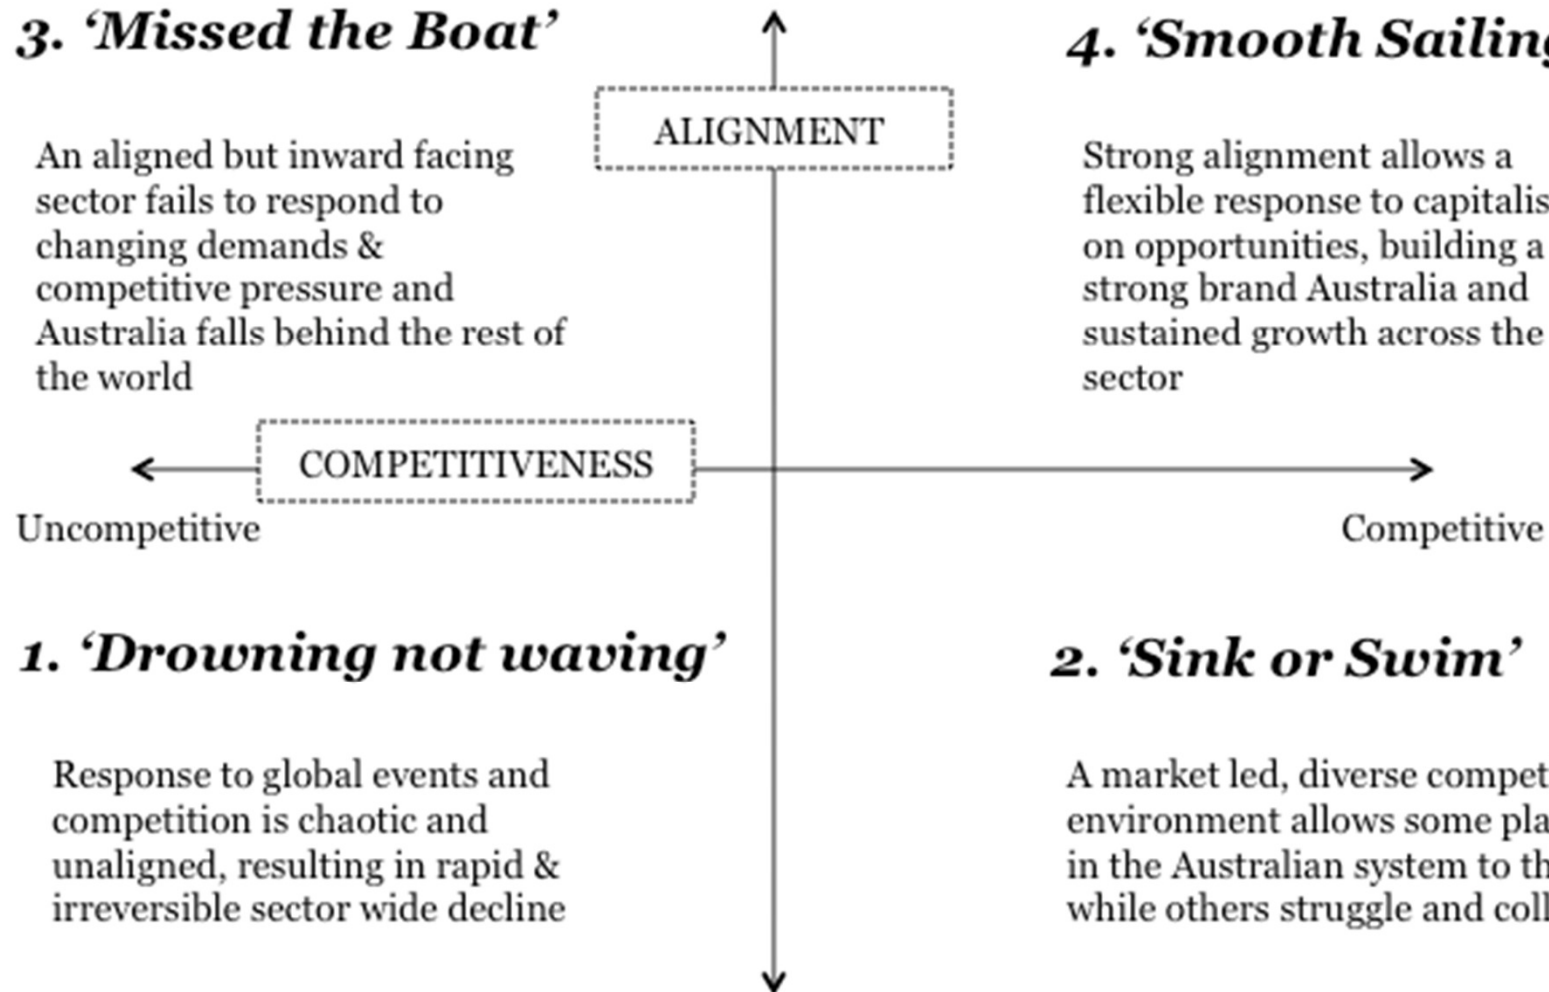 3. ‘Missed the Boat’
An aligned but inward facing
sector fails to respond to
changing demands &
competitive pressure and
Australia falls behind the rest of
the world
ALIGNMENT
4. ‘Smooth Sailing
Strong alignment allows a
flexible response to capitalis
on opportunities, building a
strong brand Australia and
sustained growth across the
sector
COMPETITIVENESS
Uncompetitive
Competitive
1. ‘Drowning not waving’
Response to global events and
competition is chaotic and
unaligned, resulting in rapid &
irreversible sector wide decline
2. ‘Sink or Swim’
A market led, diverse compet
environment allows some pla
in the Australian system to th
while others struggle and coll